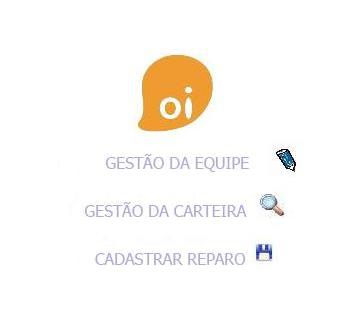 oi
GESTÃO DA EQUIPE
GESTÃO DA CARTEIRA
CADASTRAR REPARO